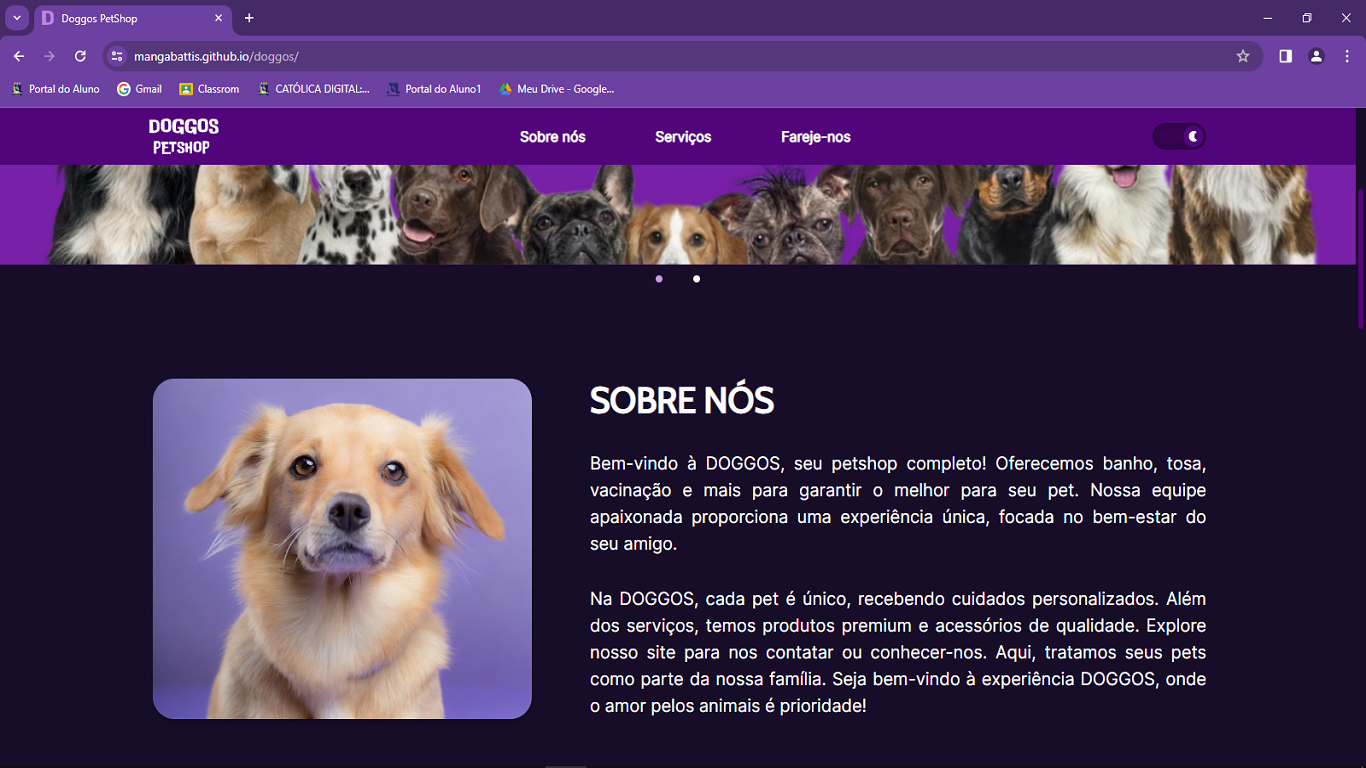 Doggos PetShop
mangabattis.github.io/doggos/
Portal do Aluno
Gmail
Classrom
CATÓLICA DIGITAL:...
Portal do Aluno1
Meu Drive - Google...
DOGGOS
PETSHOP
Sobre nós
Serviços
Fareje-nos
SOBRE NÓS
Bem-vindo à DOGGOS, seu petshop completo! Oferecemos banho, tosa,
vacinação e mais para garantir o melhor para seu pet. Nossa equipe
apaixonada proporciona uma experiência única, focada no bem-estar do
seu amigo.
Na DOGGOS, cada pet é único, recebendo cuidados personalizados. Além
dos serviços, temos produtos premium e acessórios de qualidade. Explore
nosso site para nos contatar ou conhecer-nos. Aqui, tratamos seus pets
como parte da nossa família. Seja bem-vindo à experiência DOGGOS, onde
o amor pelos animais é prioridade!